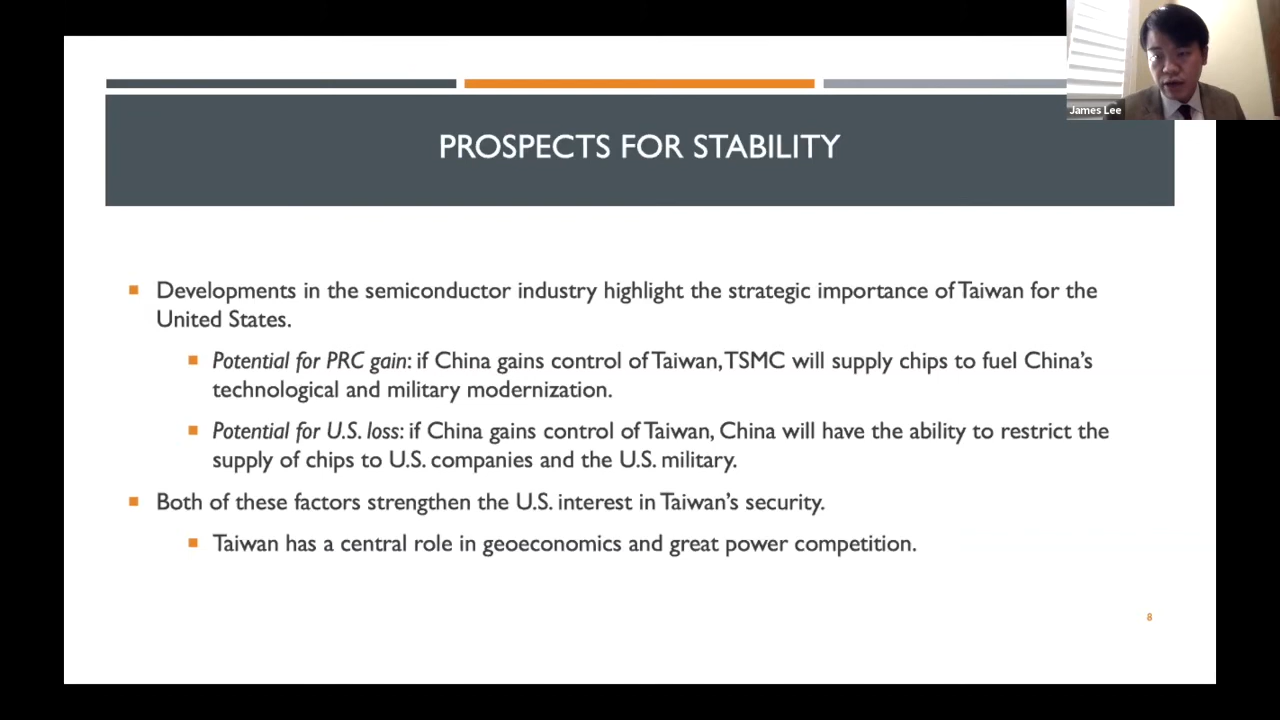 James Lee
PROSPECTS FOR STABILITY
Developments in the semiconductor industry highlight the strategic importance of Taiwan for the
United States.
Potential for PRC gain: if China gains control of Taiwan, TSMC will supply chips to fuel China's
technological and military modernization.
Potential for U.S. loss: if China gains control of Taiwan, China will have the ability to restrict the
supply of chips to U.S. companies and the U.S. military.
Both of these factors strengthen the U.S. interest in Taiwan's security.
Taiwan has a central role in geoeconomics and great power competition.
8